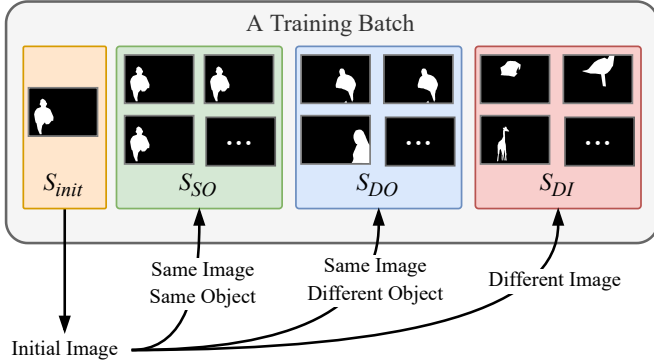 A Training Batch
S_init
S_SO
S_DO
S_DI
...
...
...
Same Image
Same Object
Same Image
Different Object
Different Image
Initial Image